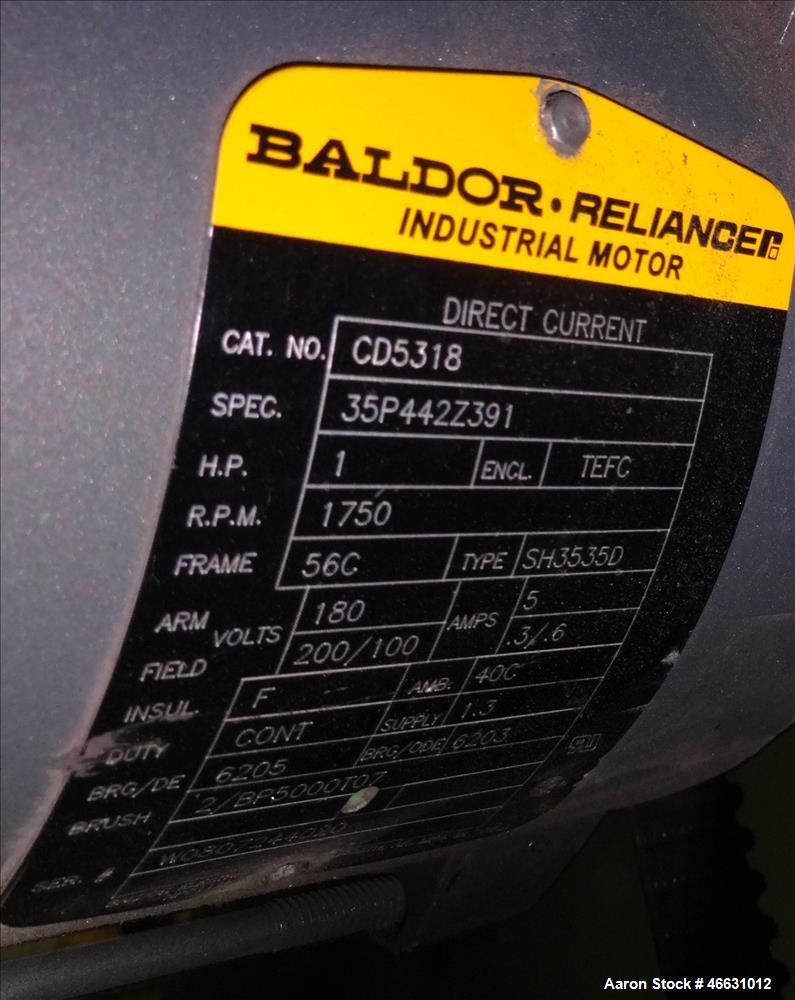 BALDOR • RELIANCER
INDUSTRIAL MOTOR
DIRECT CURRENT
CAT. NO. CD5318
SPEC. 35P442Z391
H.P. 1 ENCL. TEFC
R.P.M. 1750
FRAME 56C TYPE SH3535D
ARM VOLTS 180 AMPS 5
FIELD 200/100 .3/.6
INSUL. F AMB: 40C
DUTY CONT SUPPLY 1.3
BRG/DE 6205 BRG/ODE 6203
BRUSH 2/BP5000T07
SER. # W0807244020
Aaron Stock # 46631012